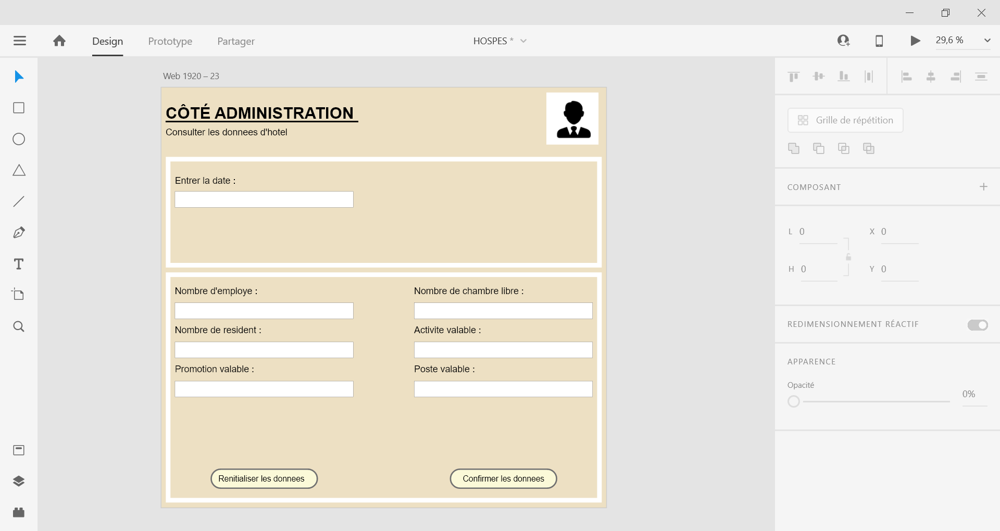 Design
Prototype
Partager
HOSPES *
29,6 %
Web 1920 – 23
CÔTÉ ADMINISTRATION
Consulter les donnees d'hotel
Entrer la date :
Nombre d'employe :
Nombre de chambre libre :
Nombre de resident :
Activite valable :
Promotion valable :
Poste valable :
Renitialiser les donnees
Confirmer les donnees
Grille de répétition
COMPOSANT
L 0
X 0
H 0
Y 0
REDIMENSIONNEMENT RÉACTIF
APPARENCE
Opacité
0%